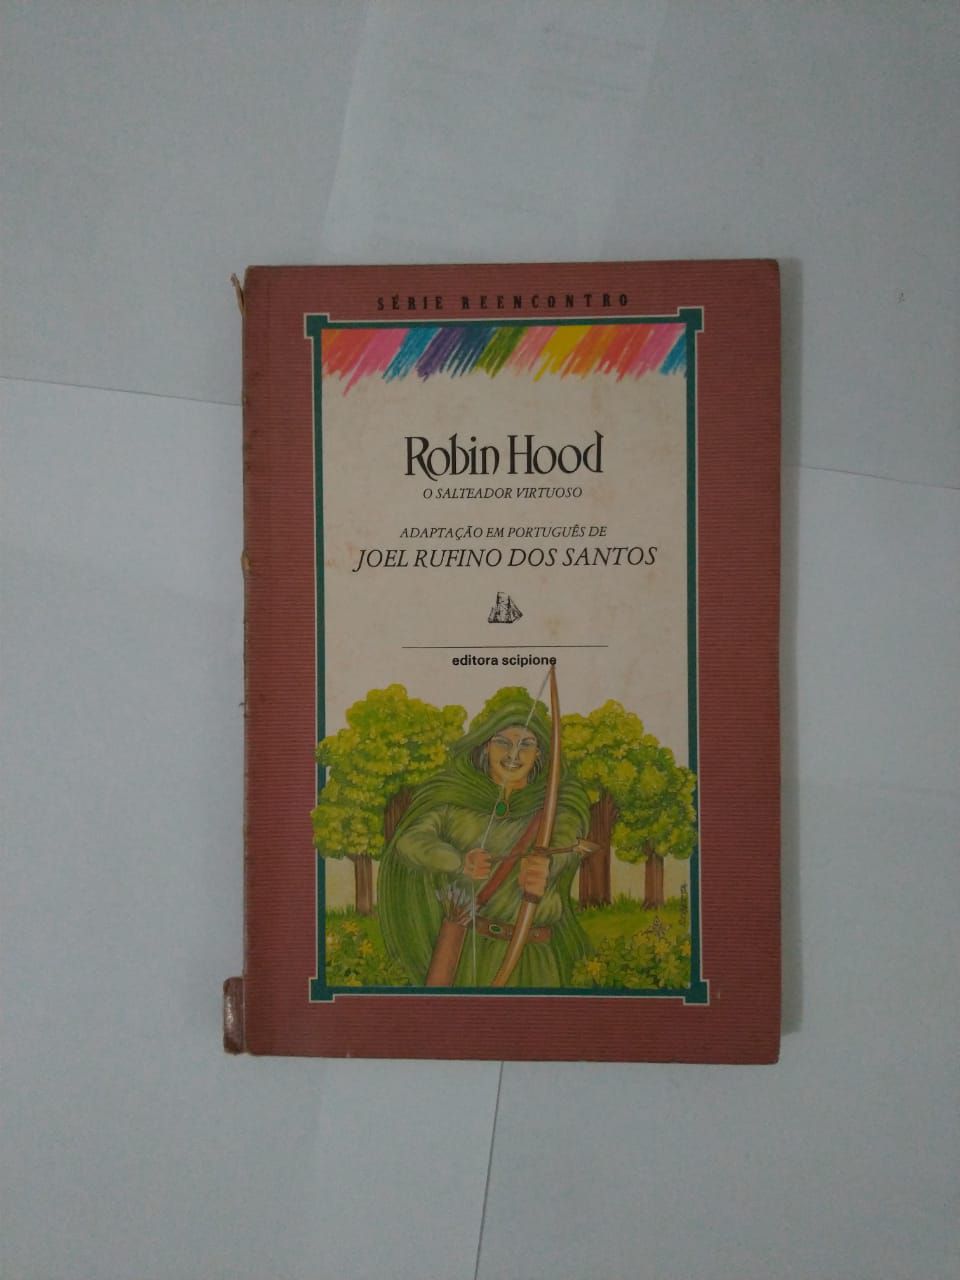 SÉRIE REENCONTRO
Robin Hood
O SALTEADOR VIRTUOSO
ADAPTAÇÃO EM PORTUGUÊS DE
JOEL RUFINO DOS SANTOS
editora scipione